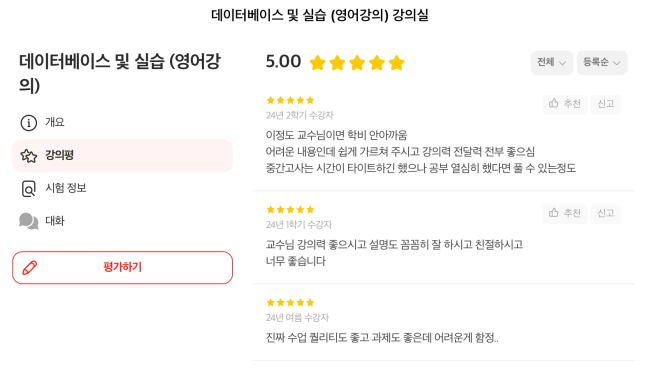 데이터베이스 및 실습 (영어강의) 강의실
데이터베이스 및 실습 (영어강
의)
개요
강의평
시험 정보
대화
평가하기
5.00
전체
등록순
24년 2학기 수강자
추천
신고
이정도 교수님이면 학비 안아까움
어려운 내용인데 쉽게 가르쳐 주시고 강의력 전달력 전부 좋으심
중간고사는 시간이 타이트하긴 했으나 공부 열심히 했다면 풀 수 있는정도
24년 1학기 수강자
추천
신고
교수님 강의력 좋으시고 설명도 꼼꼼히 잘 하시고 친절하시고
너무 좋습니다
24년 여름 수강자
진짜 수업 퀄리티도 좋고 과제도 좋은데 어려운게 함정..